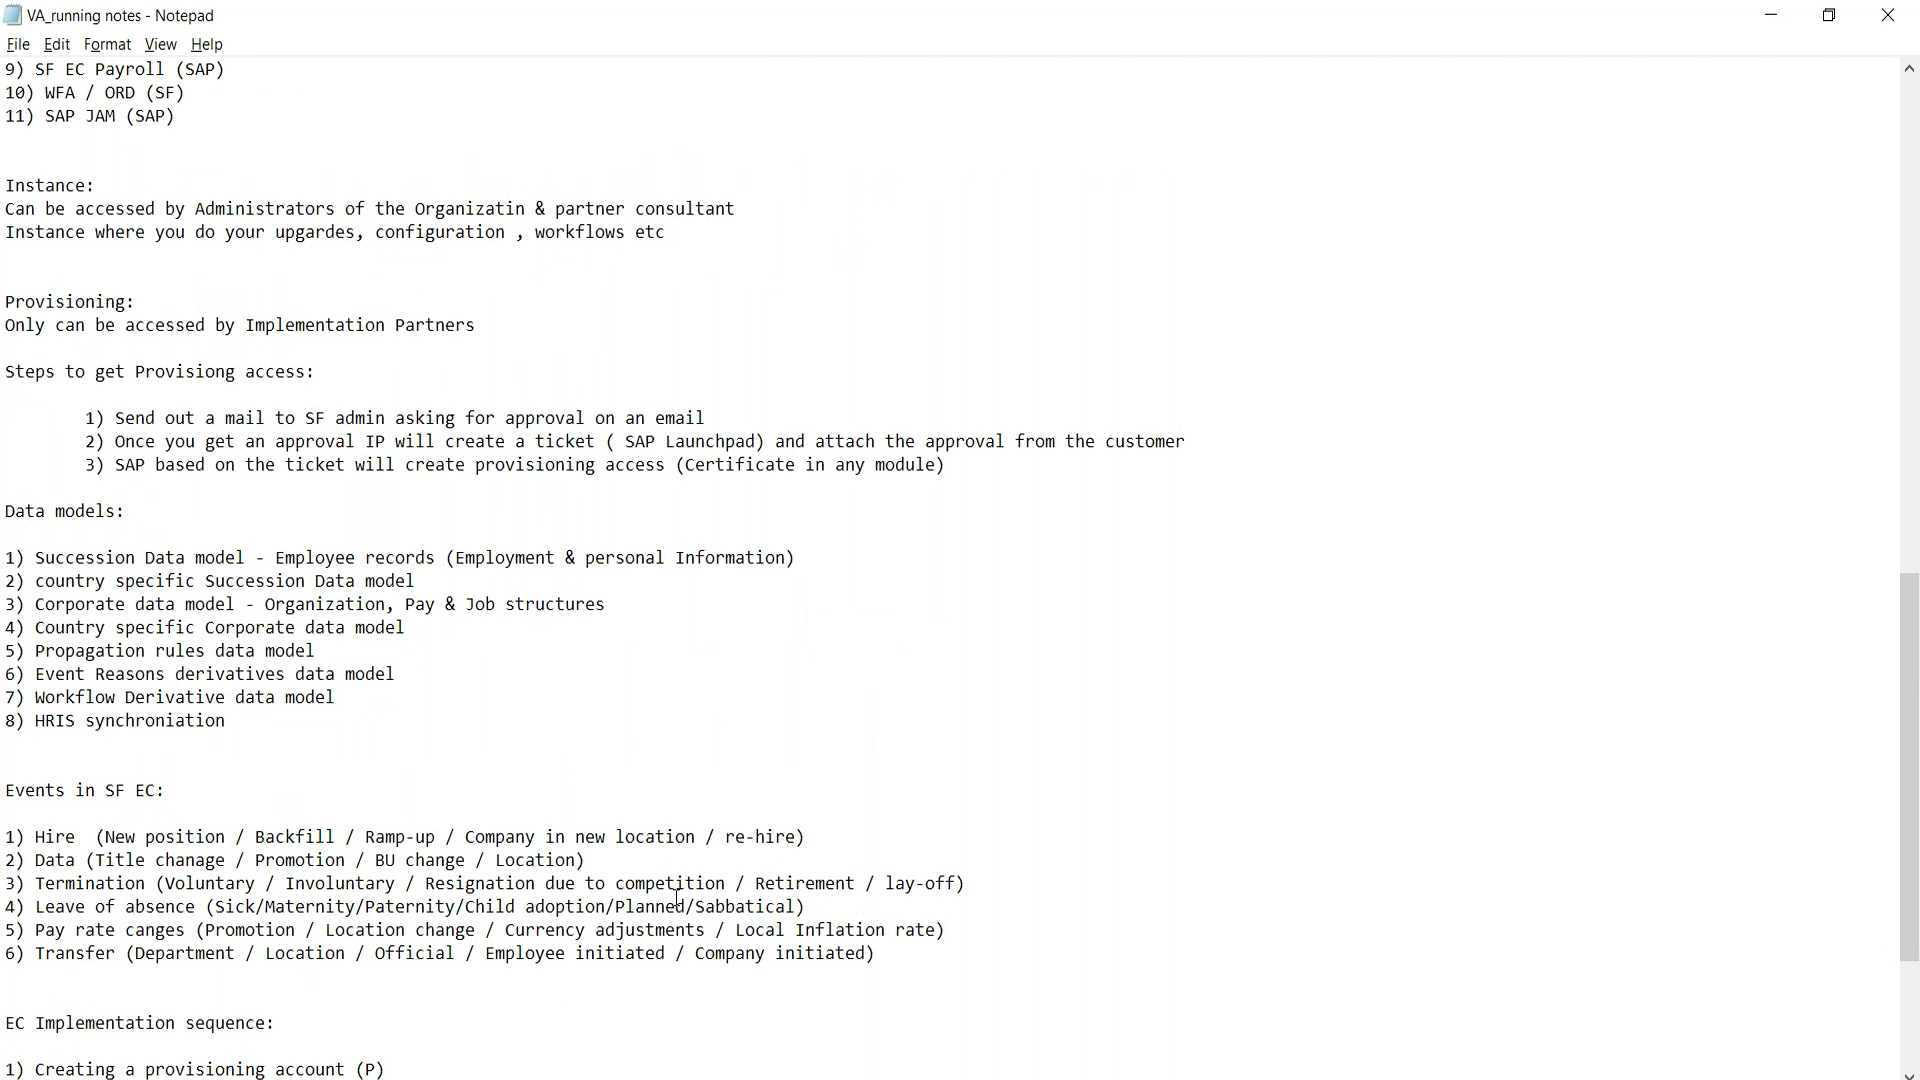 VA_running notes - Notepad
File Edit Format View Help
9) SF EC Payroll (SAP)
10) WFA / ORD (SF)
11) SAP JAM (SAP)
Instance:
Can be accessed by Administrators of the Organizatin & partner consultant
Instance where you do your upgardes, configuration , workflows etc
Provisioning:
Only can be accessed by Implementation Partners
Steps to get Provisiong access:
1) Send out a mail to SF admin asking for approval on an email
2) Once you get an approval IP will create a ticket ( SAP Launchpad) and attach the approval from the customer
3) SAP based on the ticket will create provisioning access (Certificate in any module)
Data models:
1) Succession Data model - Employee records (Employment & personal Information)
2) country specific Succession Data model
3) Corporate data model - Organization, Pay & Job structures
4) Country specific Corporate data model
5) Propagation rules data model
6) Event Reasons derivatives data model
7) Workflow Derivative data model
8) HRIS synchroniation
Events in SF EC:
1) Hire  (New position / Backfill / Ramp-up / Company in new location / re-hire)
2) Data (Title chanage / Promotion / BU change / Location)
3) Termination (Voluntary / Involuntary / Resignation due to competition / Retirement / lay-off)
4) Leave of absence (Sick/Maternity/Paternity/Child adoption/Planned/Sabbatical)
5) Pay rate canges (Promotion / Location change / Currency adjustments / Local Inflation rate)
6) Transfer (Department / Location / Official / Employee initiated / Company initiated)
EC Implementation sequence:
1) Creating a provisioning account (P)